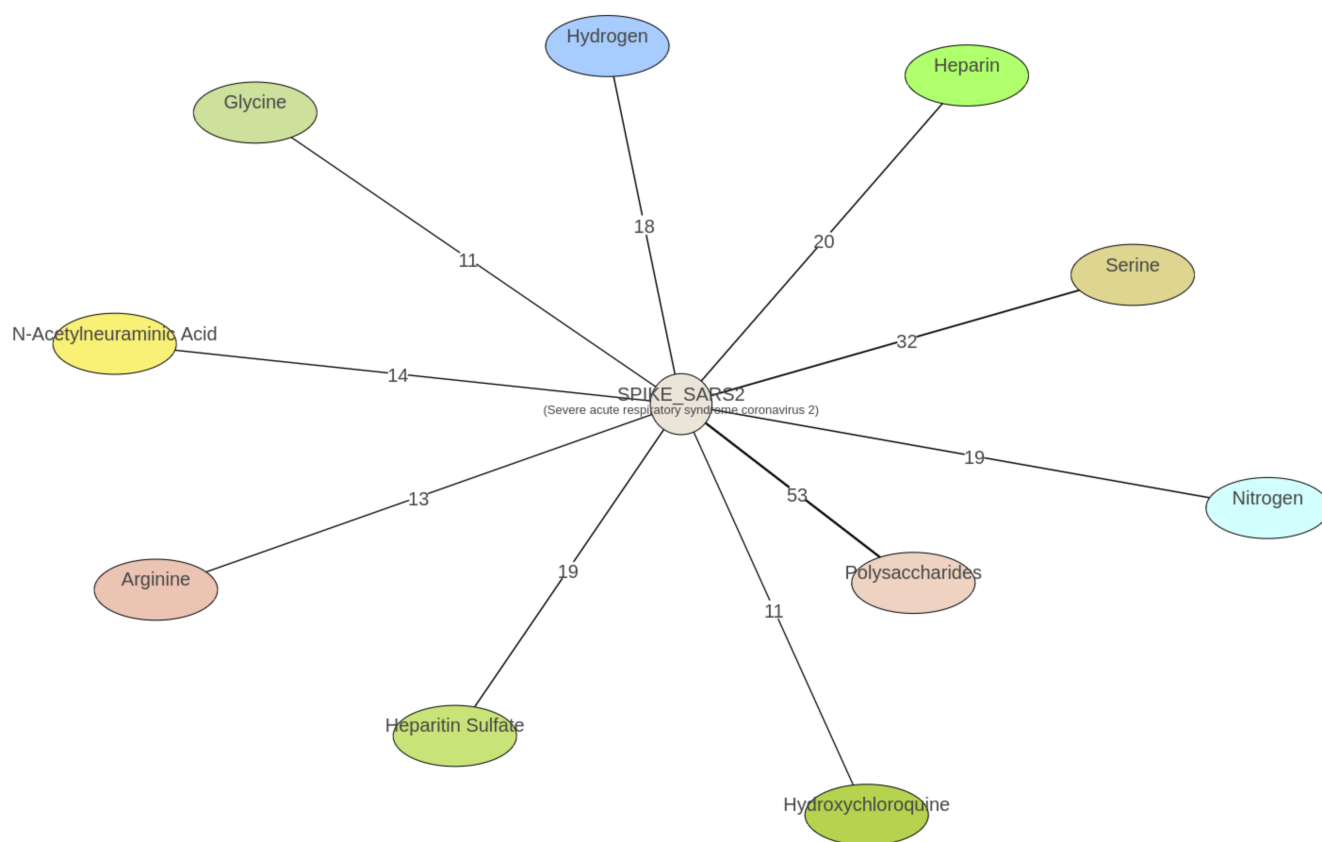 Hydrogen
Heparin
Glycine
18
20
11
Serine
N-Acetylneuraminic Acid
32
14
SPIKE_SARS2
(Severe acute respiratory syndrome coronavirus 2)
19
13
53
Nitrogen
Arginine
19
Polysaccharides
11
Heparitin Sulfate
Hydroxychloroquine